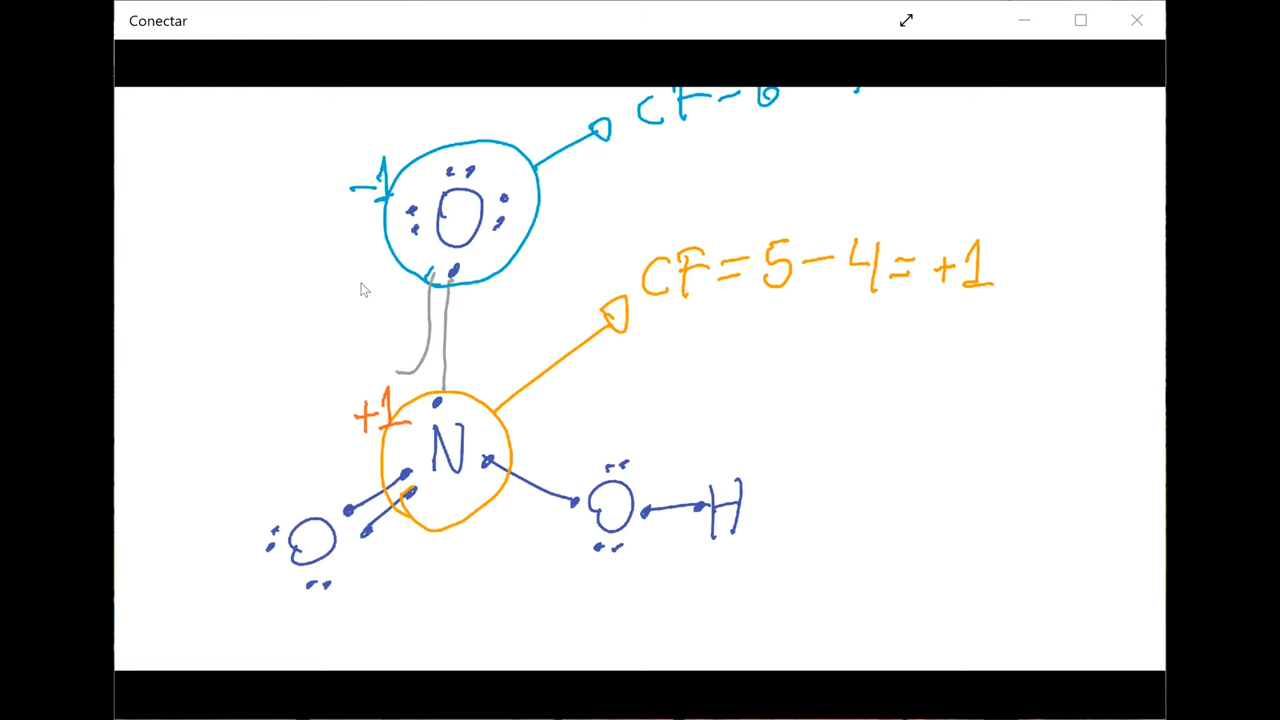 Conectar
CF = 6
-1
O
CF = 5 - 4 = +1
+1
N
O
H
O